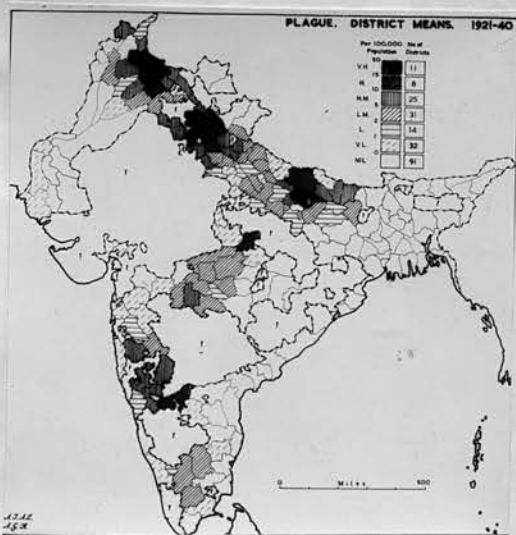 PLAGUE. DISTRICT MEANS. 1921-40
Per 100,000 Population
No of Districts
50
V.H. 11
15
H. 8
10
H.M. 25
5
L.M. 31
L. 14
2
V.L. 32
0
NIL 91
0 Miles 500